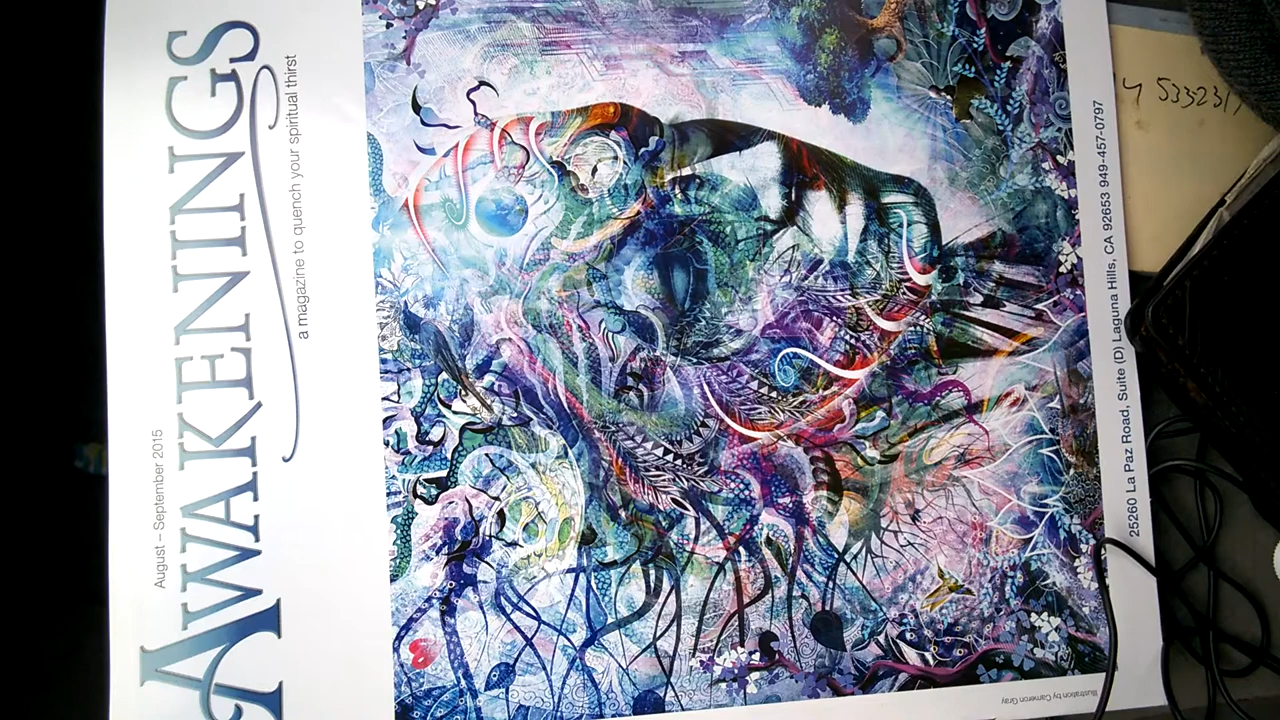 August – September 2015
AWAKENINGS
a magazine to quench your spiritual thirst
25260 La Paz Road, Suite (D) Laguna Hills, CA 92653 949-457-0797
Illustration by Cameron Gray